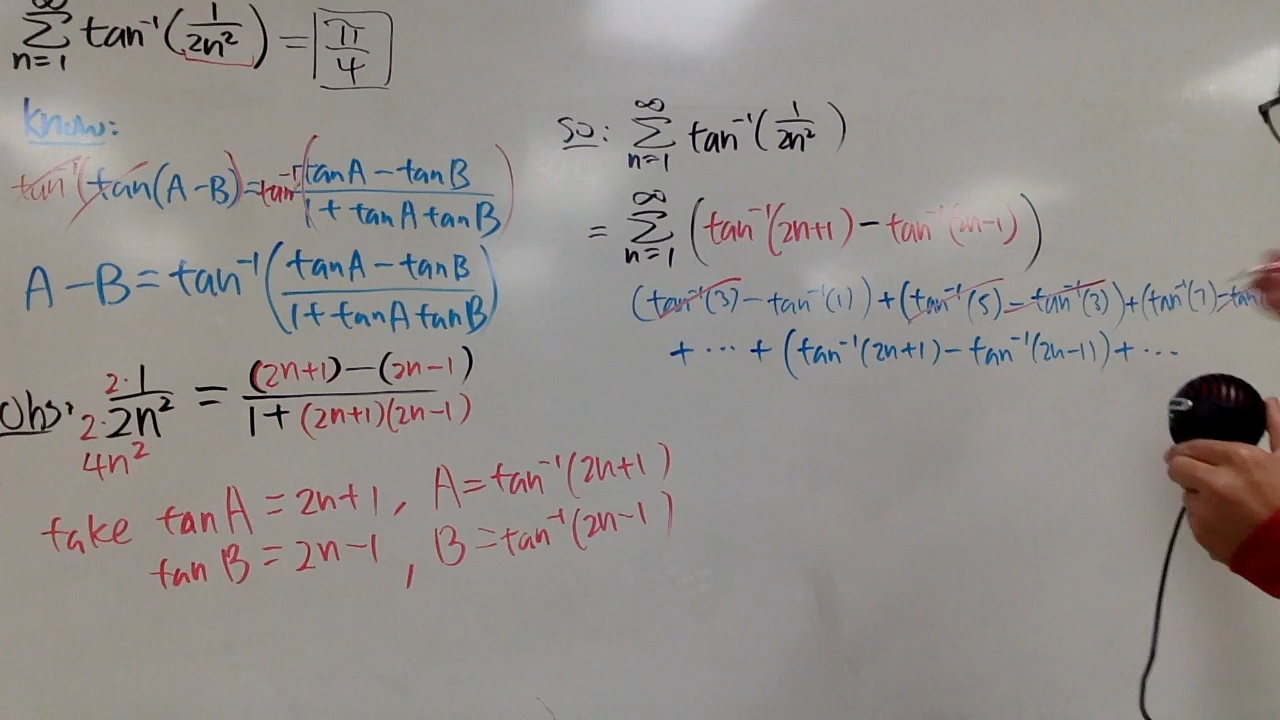 ∞∑n=1 tan⁻¹(1/2n²) = π/4
Know:
tan⁻¹(tan(A-B)) = tan⁻¹((tanA - tanB)/(1 + tanA tanB))
A - B = tan⁻¹((tanA - tanB)/(1 + tanA tanB))
Obs: 2·1/2·2n² = ((2n+1) - (2n-1))/(1 + (2n+1)(2n-1))
4n²
take tanA = 2n+1, A = tan⁻¹(2n+1)
tanB = 2n-1, B = tan⁻¹(2n-1)
So: ∞∑n=1 tan⁻¹(1/2n²)
= ∞∑n=1 (tan⁻¹(2n+1) - tan⁻¹(2n-1))
(tan⁻¹(3) - tan⁻¹(1)) + (tan⁻¹(5) - tan⁻¹(3)) + (tan⁻¹(7) - tan
+ ··· + (tan⁻¹(2n+1) - tan⁻¹(2n-1)) + ···